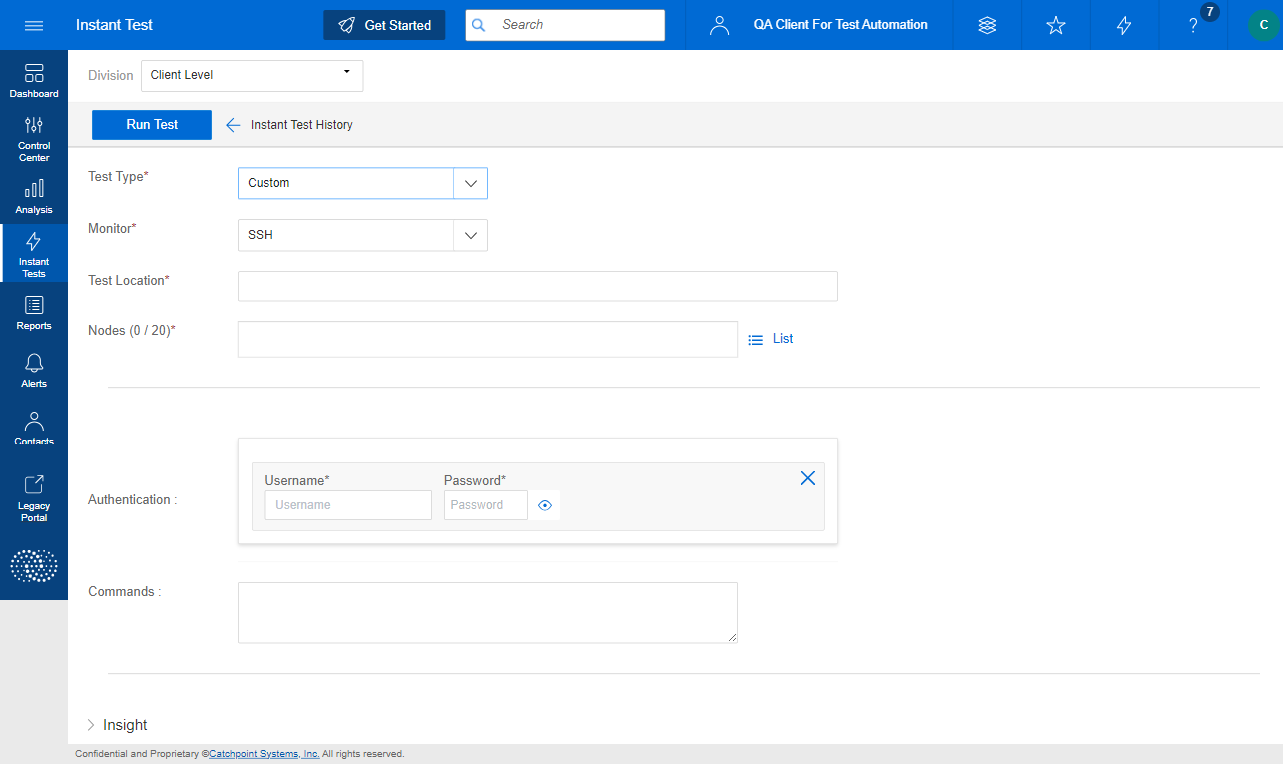 Instant Test
Get Started
Search
QA Client For Test Automation
7
?
C
Dashboard
Control
Center
Analysis
Instant
Tests
Reports
Alerts
Contacts
Legacy
Portal
Division
Client Level
Run Test
Instant Test History
Test Type*
Custom
Monitor*
SSH
Test Location*
Nodes (0 / 20)*
List
Authentication :
Username*
Password*
Username
Password
Commands :
Insight
Confidential and Proprietary ©Catchpoint Systems, Inc. All rights reserved.